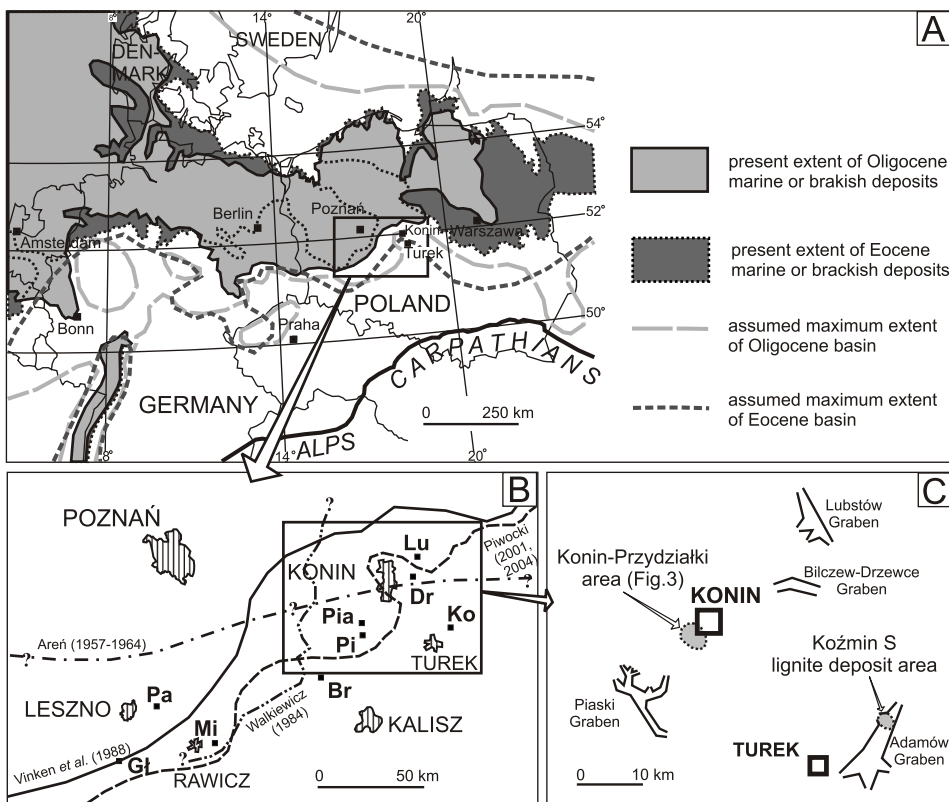 A
8°
14°
20°
SWEDEN
DEN-
MARK
54°
52°
50°
Berlin
Poznań
Konin
Warszawa
Turek
Amsterdam
Bonn
Praha
POLAND
GERMANY
CARPATHIANS
ALPS
0 250 km
8°
14°
20°
present extent of Oligocene
marine or brakish deposits
present extent of Eocene
marine or brackish deposits
assumed maximum extent
of Oligocene basin
assumed maximum extent
of Eocene basin
B
POZNAŃ
?
Piwocki
(2001,
2004)
?
KONIN
Lu
Dr
?
Pia
Pi
Ko
TUREK
Areń (1957-1964)
?
Br
Walkiewicz
(1984)
LESZNO
Pa
Mi
KALISZ
Vinken et al. (1988)
GŁ
?
RAWICZ
0 50 km
C
Lubstów
Graben
Konin-Przydziałki
area (Fig.3)
KONIN
Bilczew-Drzewce
Graben
Koźmin S
lignite deposit area
Piaski
Graben
TUREK
Adamów
Graben
0 10 km